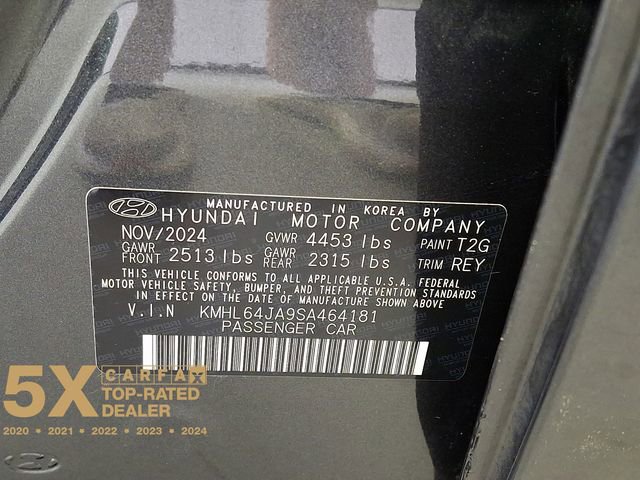 MANUFACTURED IN KOREA BY
HYUNDAI MOTOR COMPANY
NOV/2024 GVWR 4453 lbs PAINT T2G
GAWR FRONT 2513 lbs GAWR REAR 2315 lbs TRIM REY
THIS VEHICLE CONFORMS TO ALL APPLICABLE U.S.A. FEDERAL
MOTOR VEHICLE SAFETY, BUMPER, AND THEFT PREVENTION STANDARDS
IN EFFECT ON THE DATE OF MANUFACTURE SHOWN ABOVE
V.I.N KMHL64JA9SA464181
PASSENGER CAR
5X CARFAX
TOP-RATED
DEALER
2020 • 2021 • 2022 • 2023 • 2024